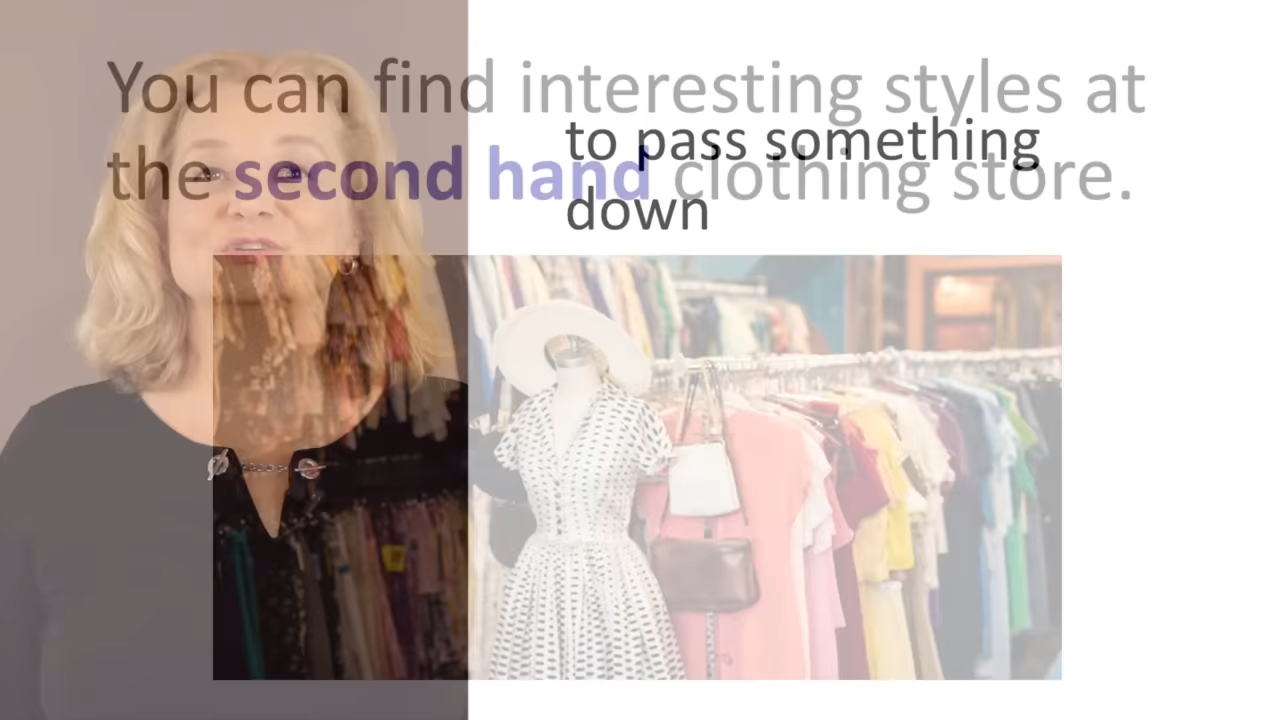 You can find interesting styles at
the second hand clothing store.
to pass something
down